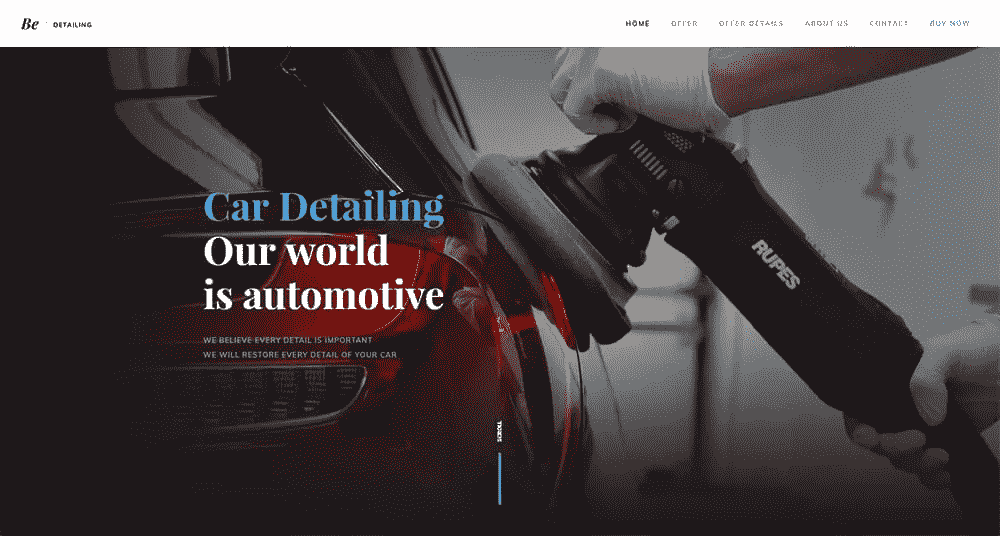 Be DETAILING
HOME OFFER OFFER DETAILS ABOUT US CONTACT BUY NOW
Car Detailing
Our world
is automotive
WE BELIEVE EVERY DETAIL IS IMPORTANT
WE WILL RESTORE EVERY DETAIL OF YOUR CAR
RUPES
SCROLL